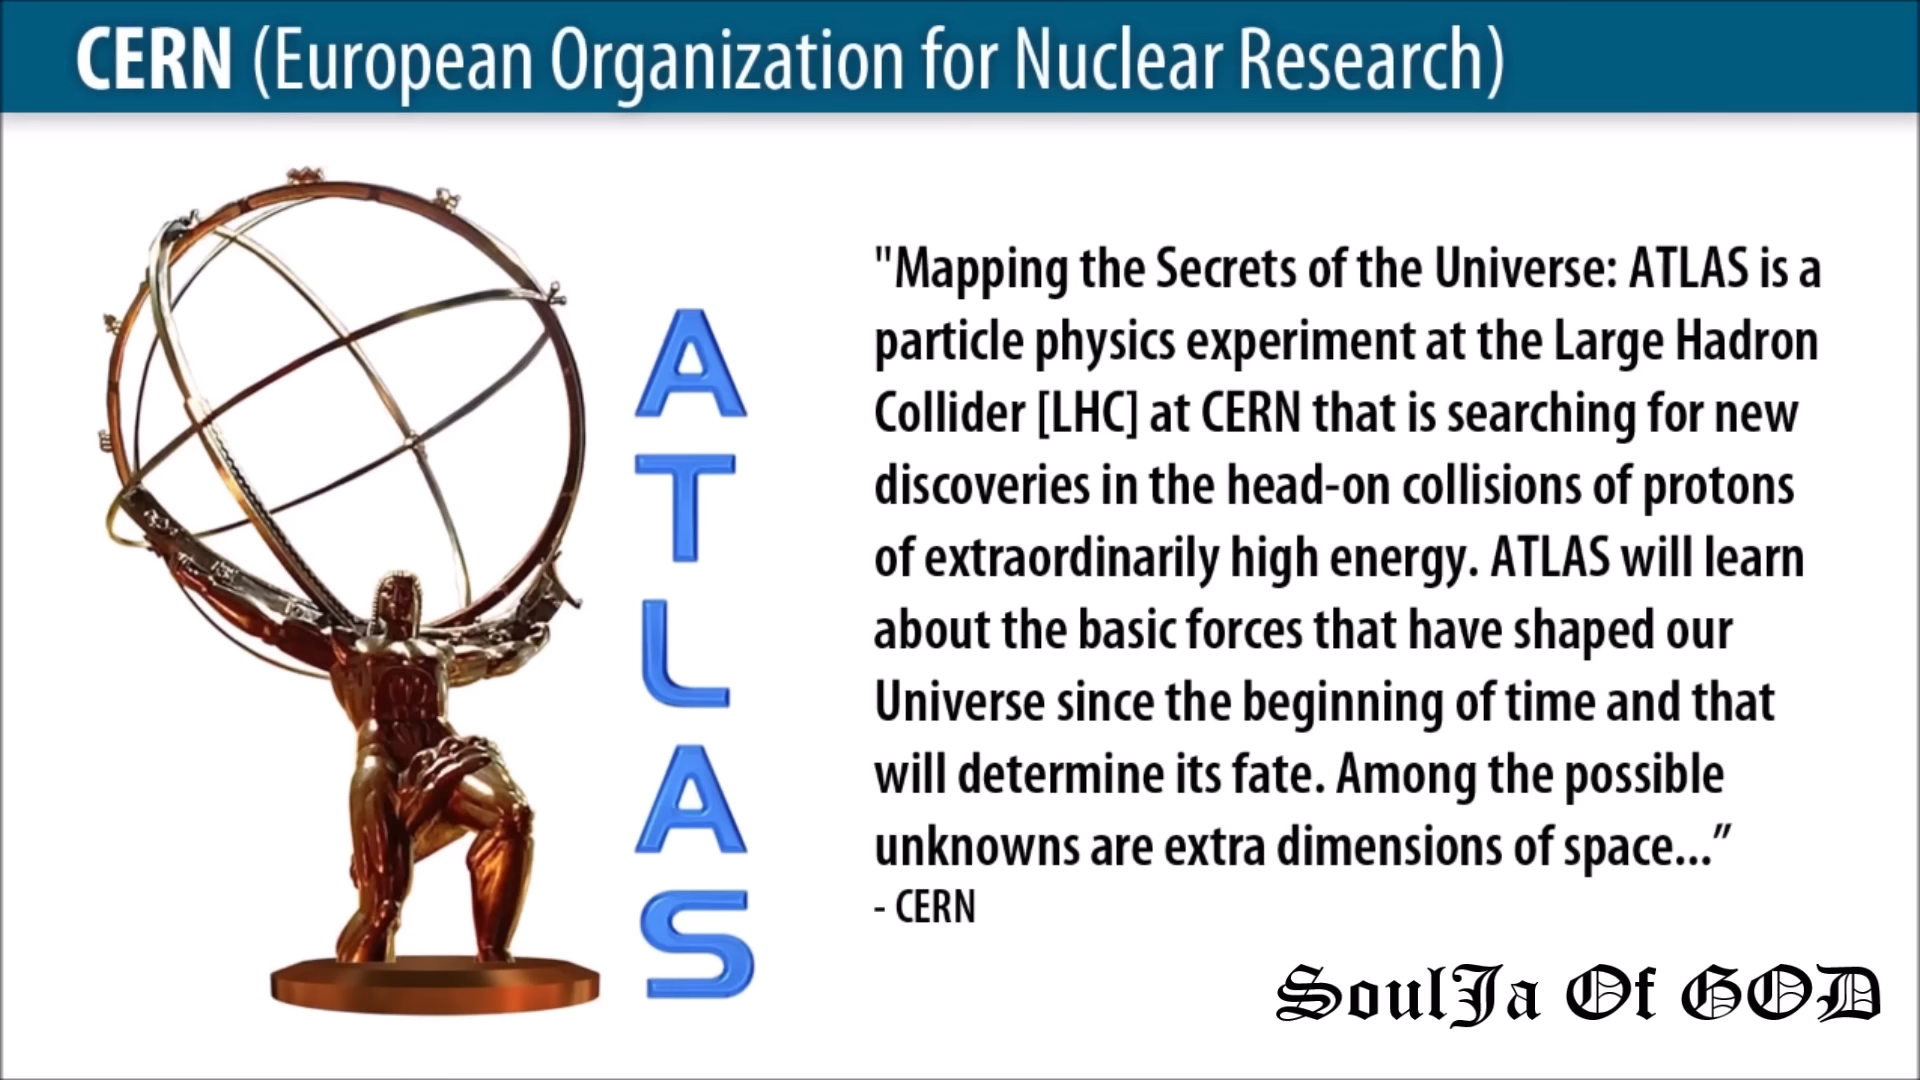 CERN (European Organization for Nuclear Research)
A
T
L
A
S
"Mapping the Secrets of the Universe: ATLAS is a
particle physics experiment at the Large Hadron
Collider [LHC] at CERN that is searching for new
discoveries in the head-on collisions of protons
of extraordinarily high energy. ATLAS will learn
about the basic forces that have shaped our
Universe since the beginning of time and that
will determine its fate. Among the possible
unknowns are extra dimensions of space...”
- CERN
SoulJa Of GOD